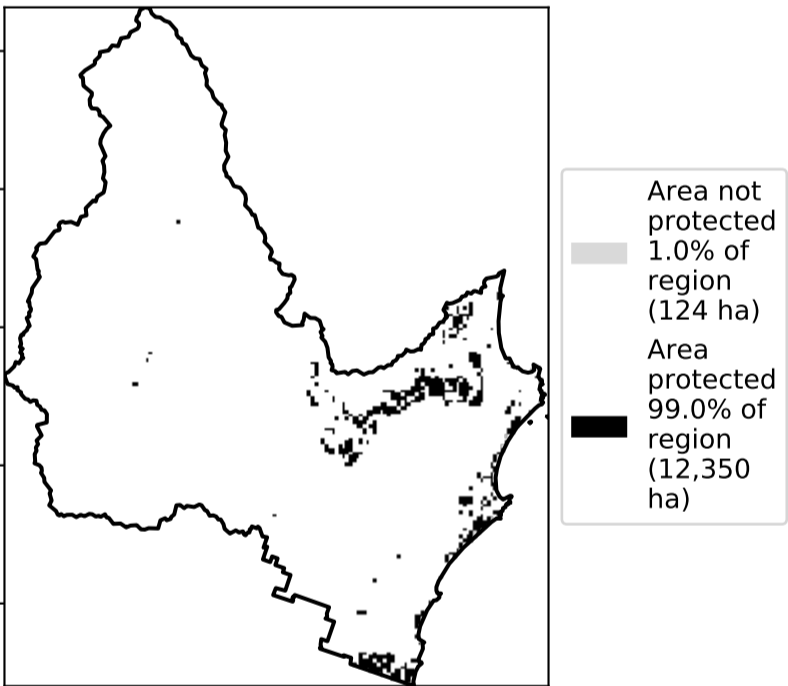 Area not
protected
1.0% of
region
(124 ha)
Area
protected
99.0% of
region
(12,350
ha)